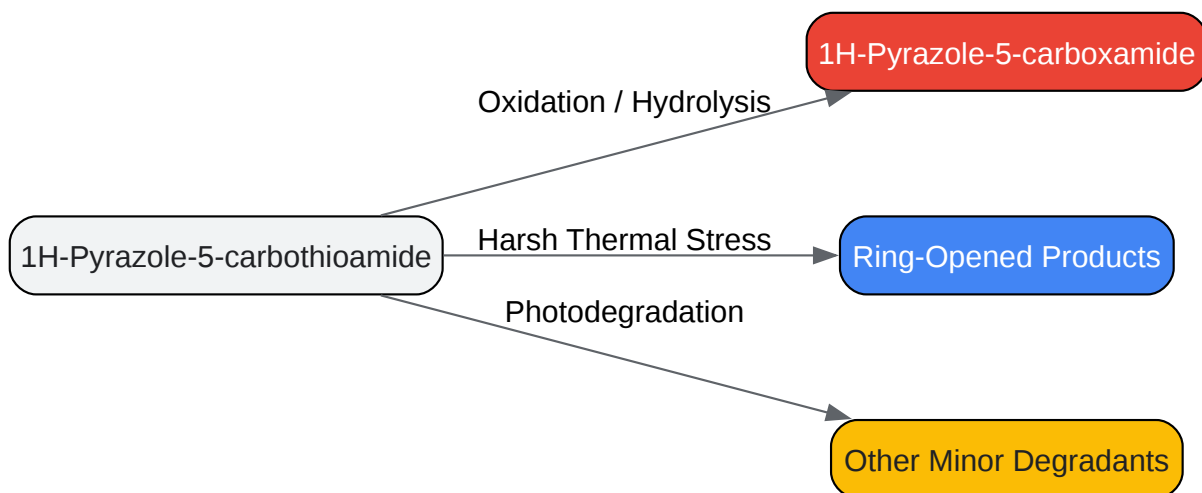 1H-Pyrazole-5-carboxamide
Oxidation / Hydrolysis
1H-Pyrazole-5-carbothioamide
Harsh Thermal Stress
Ring-Opened Products
Photodegradation
Other Minor Degradants